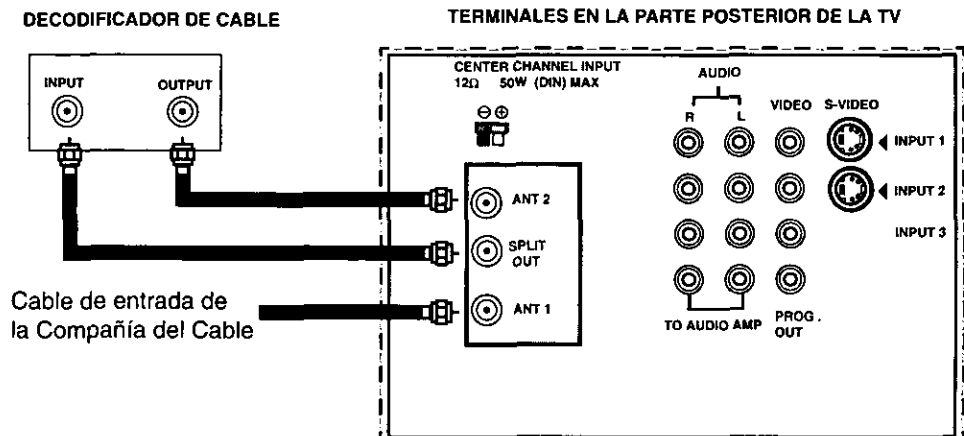 DECODIFICADOR DE CABLE
TERMINALES EN LA PARTE POSTERIOR DE LA TV
INPUT
OUTPUT
CENTER CHANNEL INPUT
12Ω 50W (DIN) MAX
⊖ ⊕
AUDIO
R L
VIDEO
S-VIDEO
INPUT 1
ANT 2
INPUT 2
SPLIT
OUT
INPUT 3
Cable de entrada de
la Compañía del Cable
ANT 1
TO AUDIO AMP
PROG.
OUT